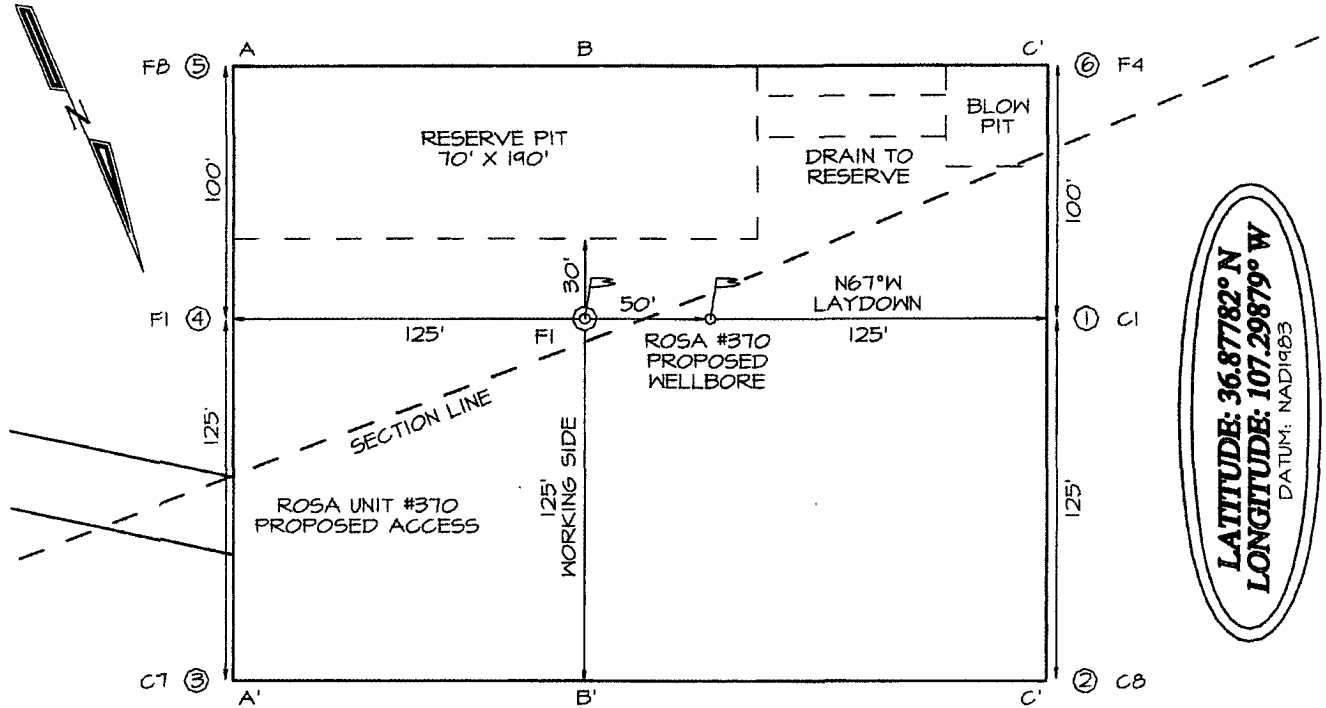 A B C'
F8 ⑤ ⑥ F4
N
RESERVE PIT
70' X 190'
BLOW
PIT
DRAIN TO
RESERVE
100'
100'
30'
50'
N67°W
LAYDOWN
F1 ④ ① C1
125' F1 125'
ROSA #370
PROPOSED
WELLBORE
SECTION LINE
125'
125'
WORKING SIDE
125'
ROSA UNIT #370
PROPOSED ACCESS
C7 ③ ② C8
A' B' C'
LATITUDE: 36.87782° N
LONGITUDE: 107.29879° W
DATUM: NAD1983